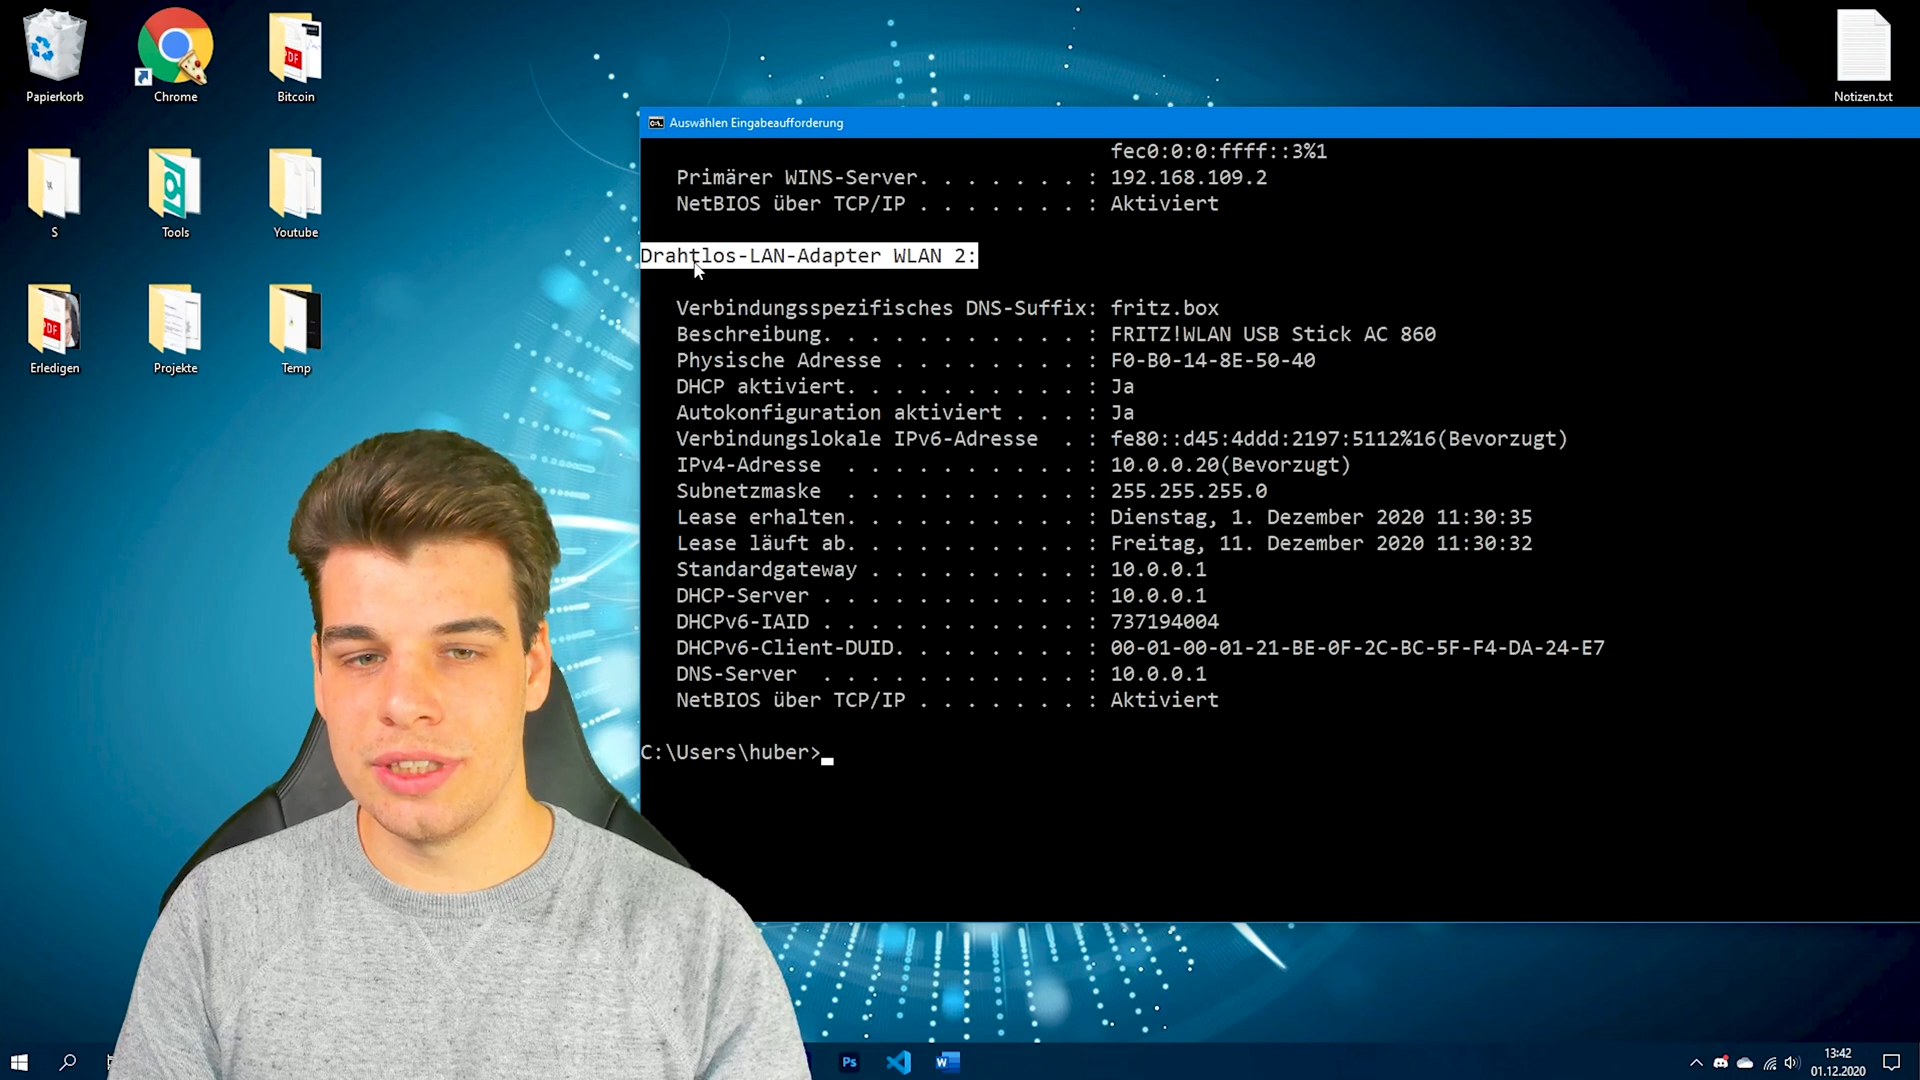 Papierkorb
Chrome
Bitcoin
Notizen.txt
S
Tools
Youtube
Erledigen
Projekte
Temp
PDF
PDF
Auswählen Eingabeaufforderung
fec0:0:0:ffff::3%1
Primärer WINS-Server. . . . . . . : 192.168.109.2
NetBIOS über TCP/IP . . . . . . . : Aktiviert
Drahtlos-LAN-Adapter WLAN 2:
Verbindungsspezifisches DNS-Suffix: fritz.box
Beschreibung. . . . . . . . . . . : FRITZ!WLAN USB Stick AC 860
Physische Adresse . . . . . . . . : F0-B0-14-8E-50-40
DHCP aktiviert. . . . . . . . . . : Ja
Autokonfiguration aktiviert . . . : Ja
Verbindungslokale IPv6-Adresse  . : fe80::d45:4ddd:2197:5112%16(Bevorzugt)
IPv4-Adresse  . . . . . . . . . . : 10.0.0.20(Bevorzugt)
Subnetzmaske  . . . . . . . . . . : 255.255.255.0
Lease erhalten. . . . . . . . . . : Dienstag, 1. Dezember 2020 11:30:35
Lease läuft ab. . . . . . . . . . : Freitag, 11. Dezember 2020 11:30:32
Standardgateway . . . . . . . . . : 10.0.0.1
DHCP-Server . . . . . . . . . . . : 10.0.0.1
DHCPv6-IAID . . . . . . . . . . . : 737194004
DHCPv6-Client-DUID. . . . . . . . : 00-01-00-01-21-BE-0F-2C-BC-5F-F4-DA-24-E7
DNS-Server  . . . . . . . . . . . : 10.0.0.1
NetBIOS über TCP/IP . . . . . . . : Aktiviert
C:\Users\huber>
Ps
W
13:42
01.12.2020